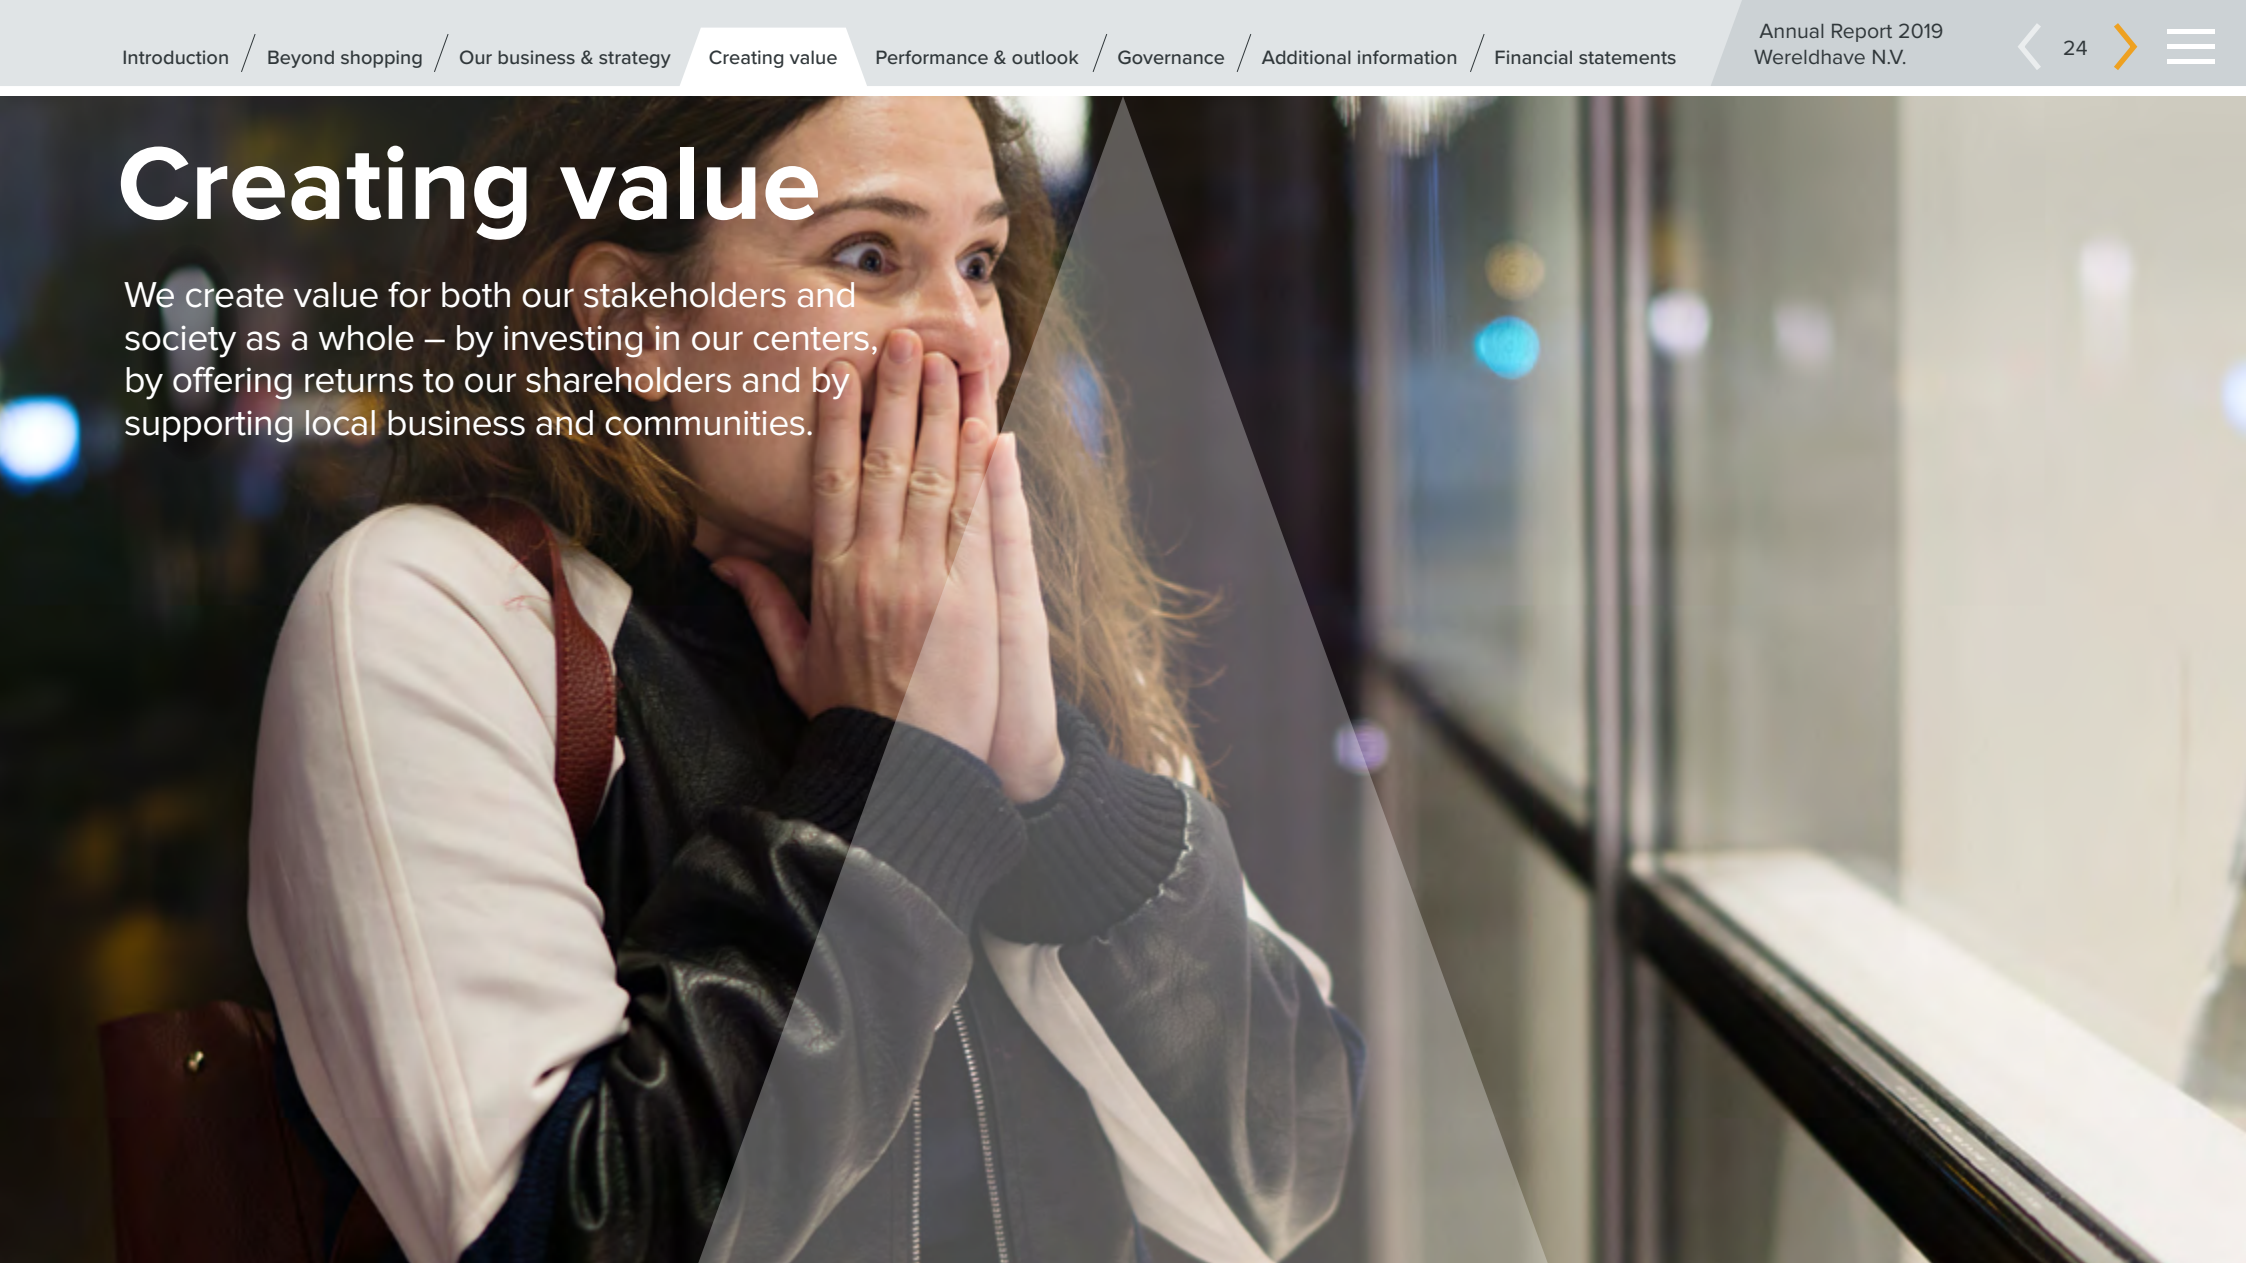 Introduction / Beyond shopping / Our business & strategy Creating value Performance & outlook / Governance / Additional information / Financial statements
Annual Report 2019
Wereldhave N.V.
24
Creating value
We create value for both our stakeholders and
society as a whole – by investing in our centers,
by offering returns to our shareholders and by
supporting local business and communities.